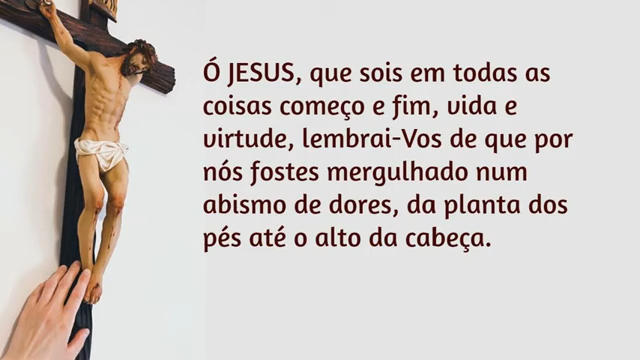 Ó JESUS, que sois em todas as
coisas começo e fim, vida e
virtude, lembrai-Vos de que por
nós fostes mergulhado num
abismo de dores, da planta dos
pés até o alto da cabeça.